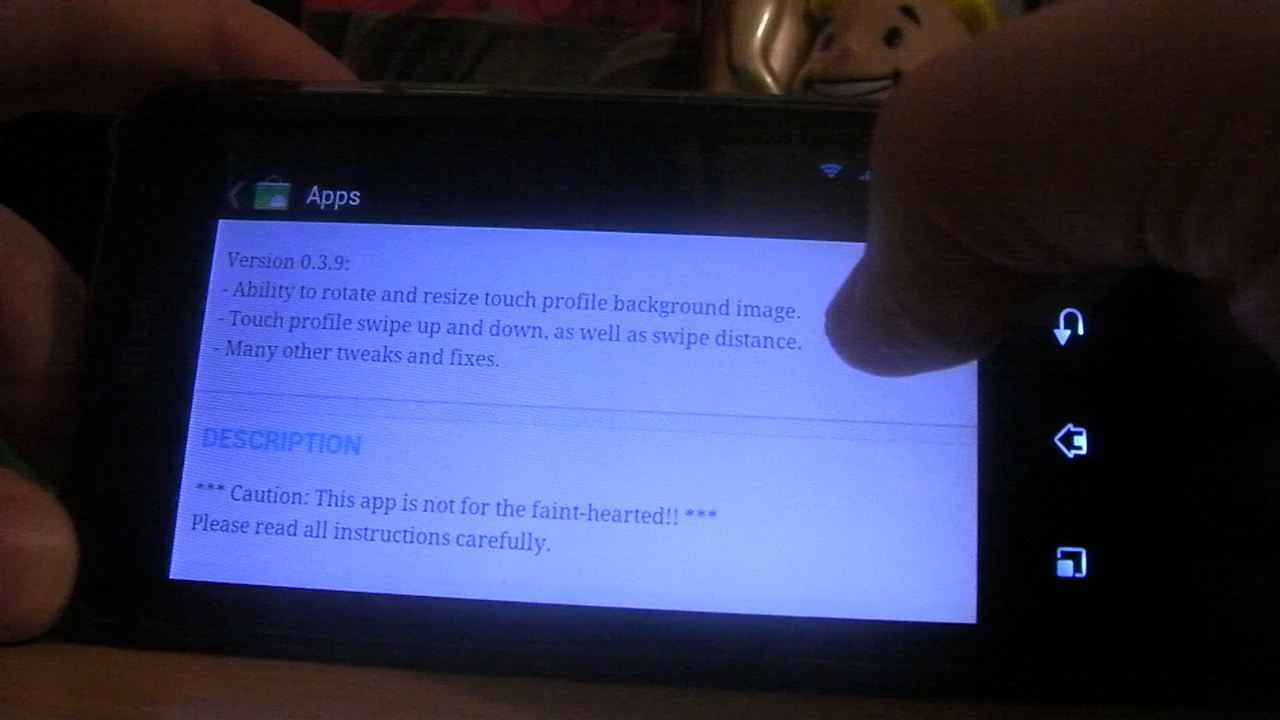 Apps
Version 0.3.9:
- Ability to rotate and resize touch profile background image.
- Touch profile swipe up and down, as well as swipe distance.
- Many other tweaks and fixes.
DESCRIPTION
*** Caution: This app is not for the faint-hearted!! ***
Please read all instructions carefully.